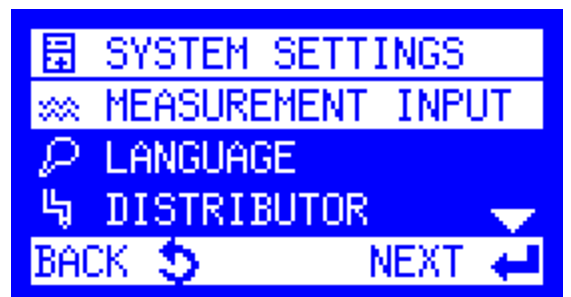 SYSTEM SETTINGS
MEASUREMENT INPUT
LANGUAGE
DISTRIBUTOR
BACK NEXT